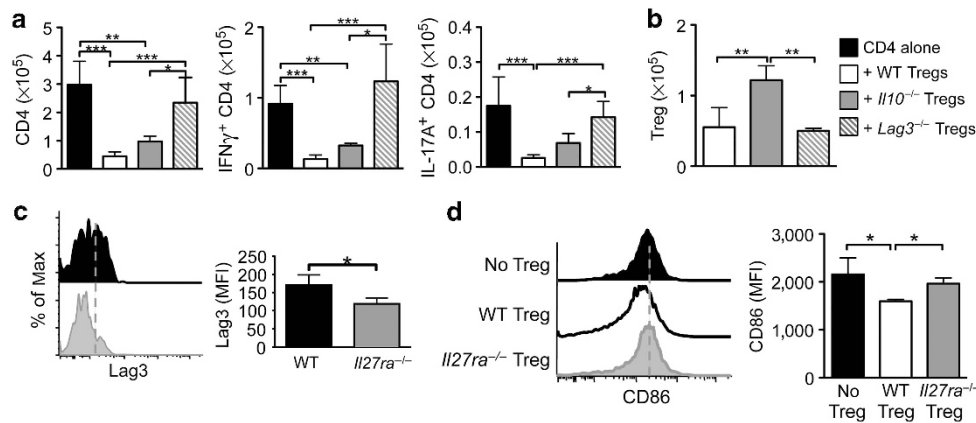 a
CD4 (×10⁵)
5
4
3
2
1
0
**
***
***
*
IFNγ⁺ CD4 (×10⁵)
2.0
1.5
1.0
0.5
0.0
***
**
*
***
IL-17A⁺ CD4 (×10⁵)
0.4
0.3
0.2
0.1
0.0
***
***
*
b
Treg (×10⁵)
2
1
0
**
**
CD4 alone
+ WT Tregs
+ Il10⁻/⁻ Tregs
+ Lag3⁻/⁻ Tregs
c
% of Max
Lag3
Lag3 (MFI)
250
200
150
100
50
0
*
WT
Il27ra⁻/⁻
d
No Treg
WT Treg
Il27ra⁻/⁻ Treg
CD86
CD86 (MFI)
3,000
2,000
1,000
0
*
*
No Treg
WT Treg
Il27ra⁻/⁻ Treg